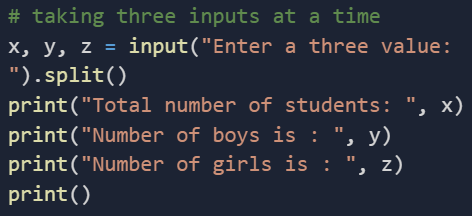 # taking three inputs at a time
x, y, z = input("Enter a three value:
").split()
print("Total number of students: ", x)
print("Number of boys is : ", y)
print("Number of girls is : ", z)
print()